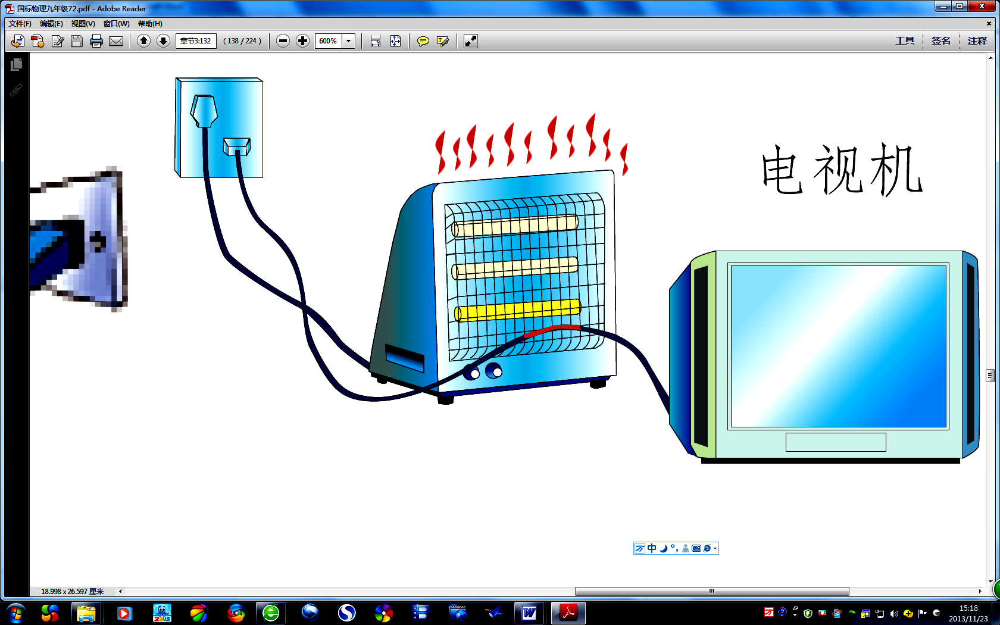 国标物理九年级72.pdf - Adobe Reader
文件(F) 编辑(E) 视图(V) 窗口(W) 帮助(H)
章节3:132 (138 / 224) 600% 工具 签名 注释
电视机
中
18.998 x 26.597 厘米
2345
15:18
2013/11/23